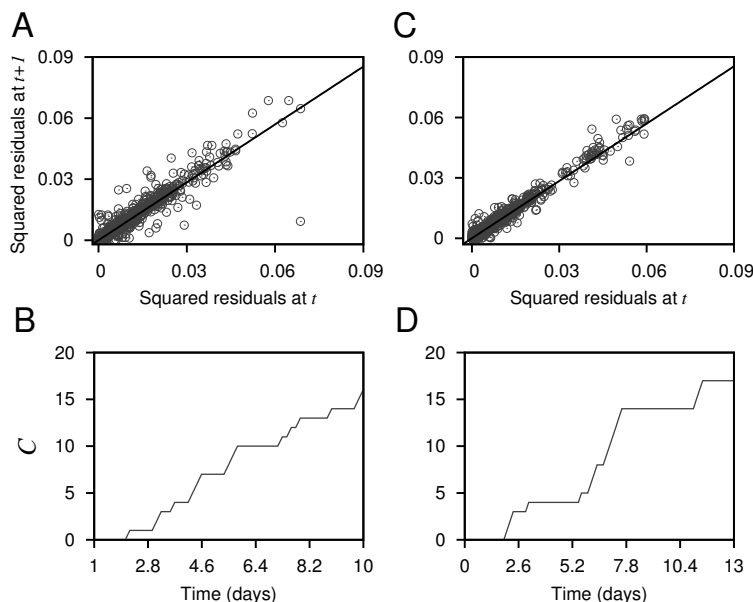 A
Squared residuals at t+1
0.09
0.06
0.03
0
0 0.03 0.06 0.09
Squared residuals at t
C
0.09
0.06
0.03
0
0 0.03 0.06 0.09
Squared residuals at t
B
C
20
15
10
5
0
1 2.8 4.6 6.4 8.2 10
Time (days)
D
20
15
10
5
0
0 2.6 5.2 7.8 10.4 13
Time (days)